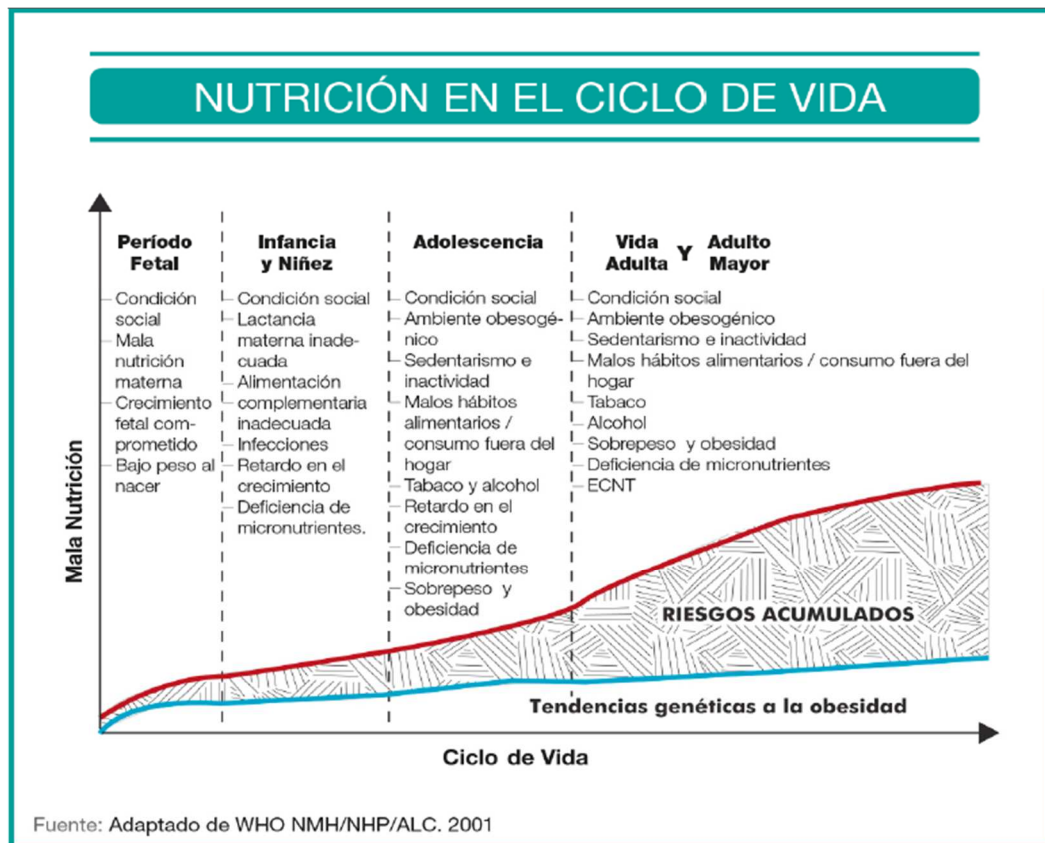 NUTRICIÓN EN EL CICLO DE VIDA
Período
Fetal
Condición
social
Mala
nutrición
materna
Crecimiento
fetal com-
prometido
Bajo peso al
nacer
Infancia
y Niñez
Condición social
Lactancia
materna inade-
cuada
Alimentación
complementaria
inadecuada
Infecciones
Retardo en el
crecimiento
Deficiencia de
micronutrientes.
Adolescencia
Condición social
Ambiente obesogé-
nico
Sedentarismo e
inactividad
Malos hábitos
alimentarios /
consumo fuera del
hogar
Tabaco y alcohol
Retardo en el
crecimiento
Deficiencia de
micronutrientes
Sobrepeso y
obesidad
Vida
Adulta
Y
Adulto
Mayor
Condición social
Ambiente obesogénico
Sedentarismo e inactividad
Malos hábitos alimentarios / consumo fuera del
hogar
Tabaco
Alcohol
Sobrepeso y obesidad
Deficiencia de micronutrientes
ECNT
Mala Nutrición
RIESGOS ACUMULADOS
Tendencias genéticas a la obesidad
Ciclo de Vida
Fuente: Adaptado de WHO NMH/NHP/ALC. 2001